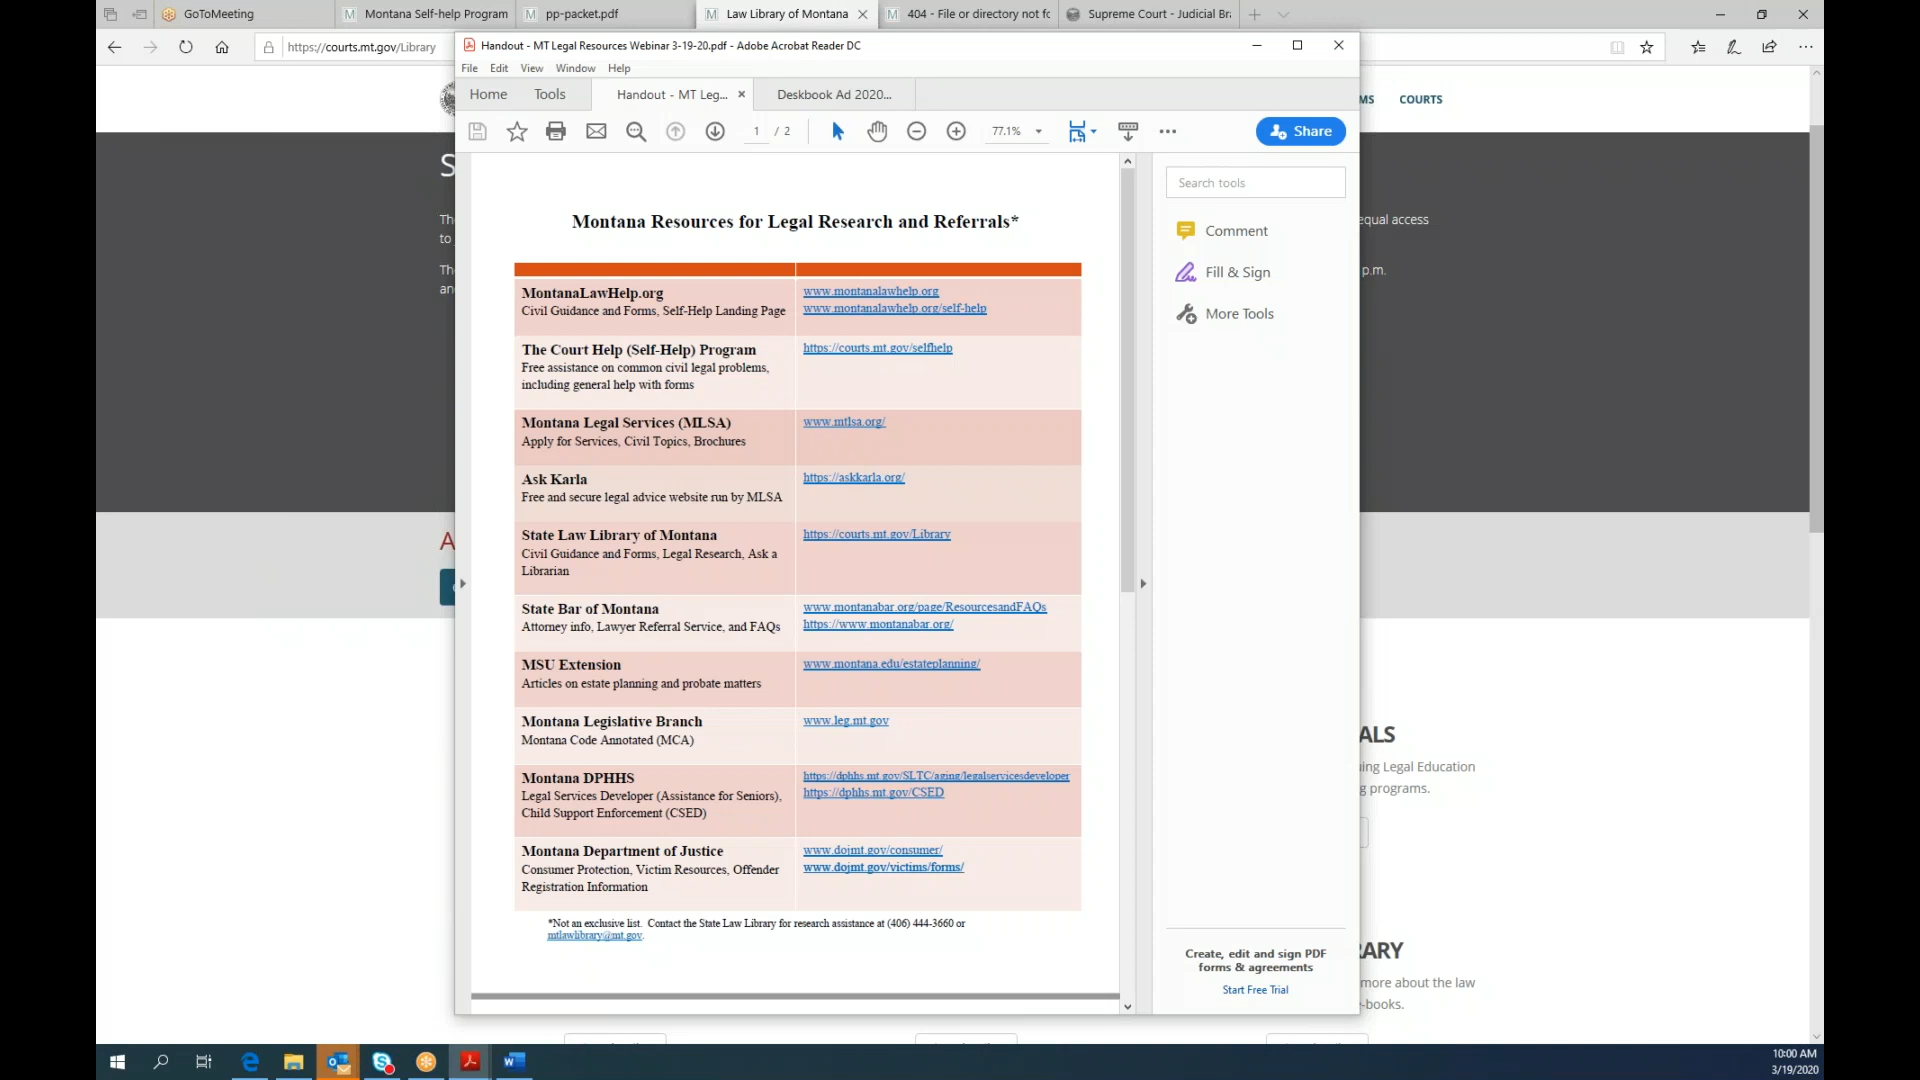 GoToMeeting
Montana Self-help Program
pp-packet.pdf
Law Library of Montana
404 - File or directory not fo
Supreme Court - Judicial Br
https://courts.mt.gov/Library
Handout - MT Legal Resources Webinar 3-19-20.pdf - Adobe Acrobat Reader DC
File Edit View Window Help
Home Tools Handout - MT Leg... Deskbook Ad 2020...
1 / 2 77.1% Share
MS COURTS
S
The
to
The
and
equal access
p.m.
A
Search tools
Comment
Fill & Sign
More Tools
Montana Resources for Legal Research and Referrals*
MontanaLawHelp.org
Civil Guidance and Forms, Self-Help Landing Page
www.montanalawhelp.org
www.montanalawhelp.org/self-help
The Court Help (Self-Help) Program
Free assistance on common civil legal problems,
including general help with forms
https://courts.mt.gov/selfhelp
Montana Legal Services (MLSA)
Apply for Services, Civil Topics, Brochures
www.mtlsa.org/
Ask Karla
Free and secure legal advice website run by MLSA
https://askkarla.org/
State Law Library of Montana
Civil Guidance and Forms, Legal Research, Ask a
Librarian
https://courts.mt.gov/Library
State Bar of Montana
Attorney info, Lawyer Referral Service, and FAQs
www.montanabar.org/page/ResourcesandFAQs
https://www.montanabar.org/
MSU Extension
Articles on estate planning and probate matters
www.montana.edu/estateplanning/
Montana Legislative Branch
Montana Code Annotated (MCA)
www.leg.mt.gov
Montana DPHHS
Legal Services Developer (Assistance for Seniors),
Child Support Enforcement (CSED)
https://dphhs.mt.gov/SLTC/aging/legalservicesdeveloper
https://dphhs.mt.gov/CSED
Montana Department of Justice
Consumer Protection, Victim Resources, Offender
Registration Information
www.dojmt.gov/consumer/
www.dojmt.gov/victims/forms/
*Not an exclusive list. Contact the State Law Library for research assistance at (406) 444-3660 or
mtlawlibrary@mt.gov.
ALS
uing Legal Education
g programs.
RARY
more about the law
e-books.
Create, edit and sign PDF
forms & agreements
Start Free Trial
10:00 AM
3/19/2020